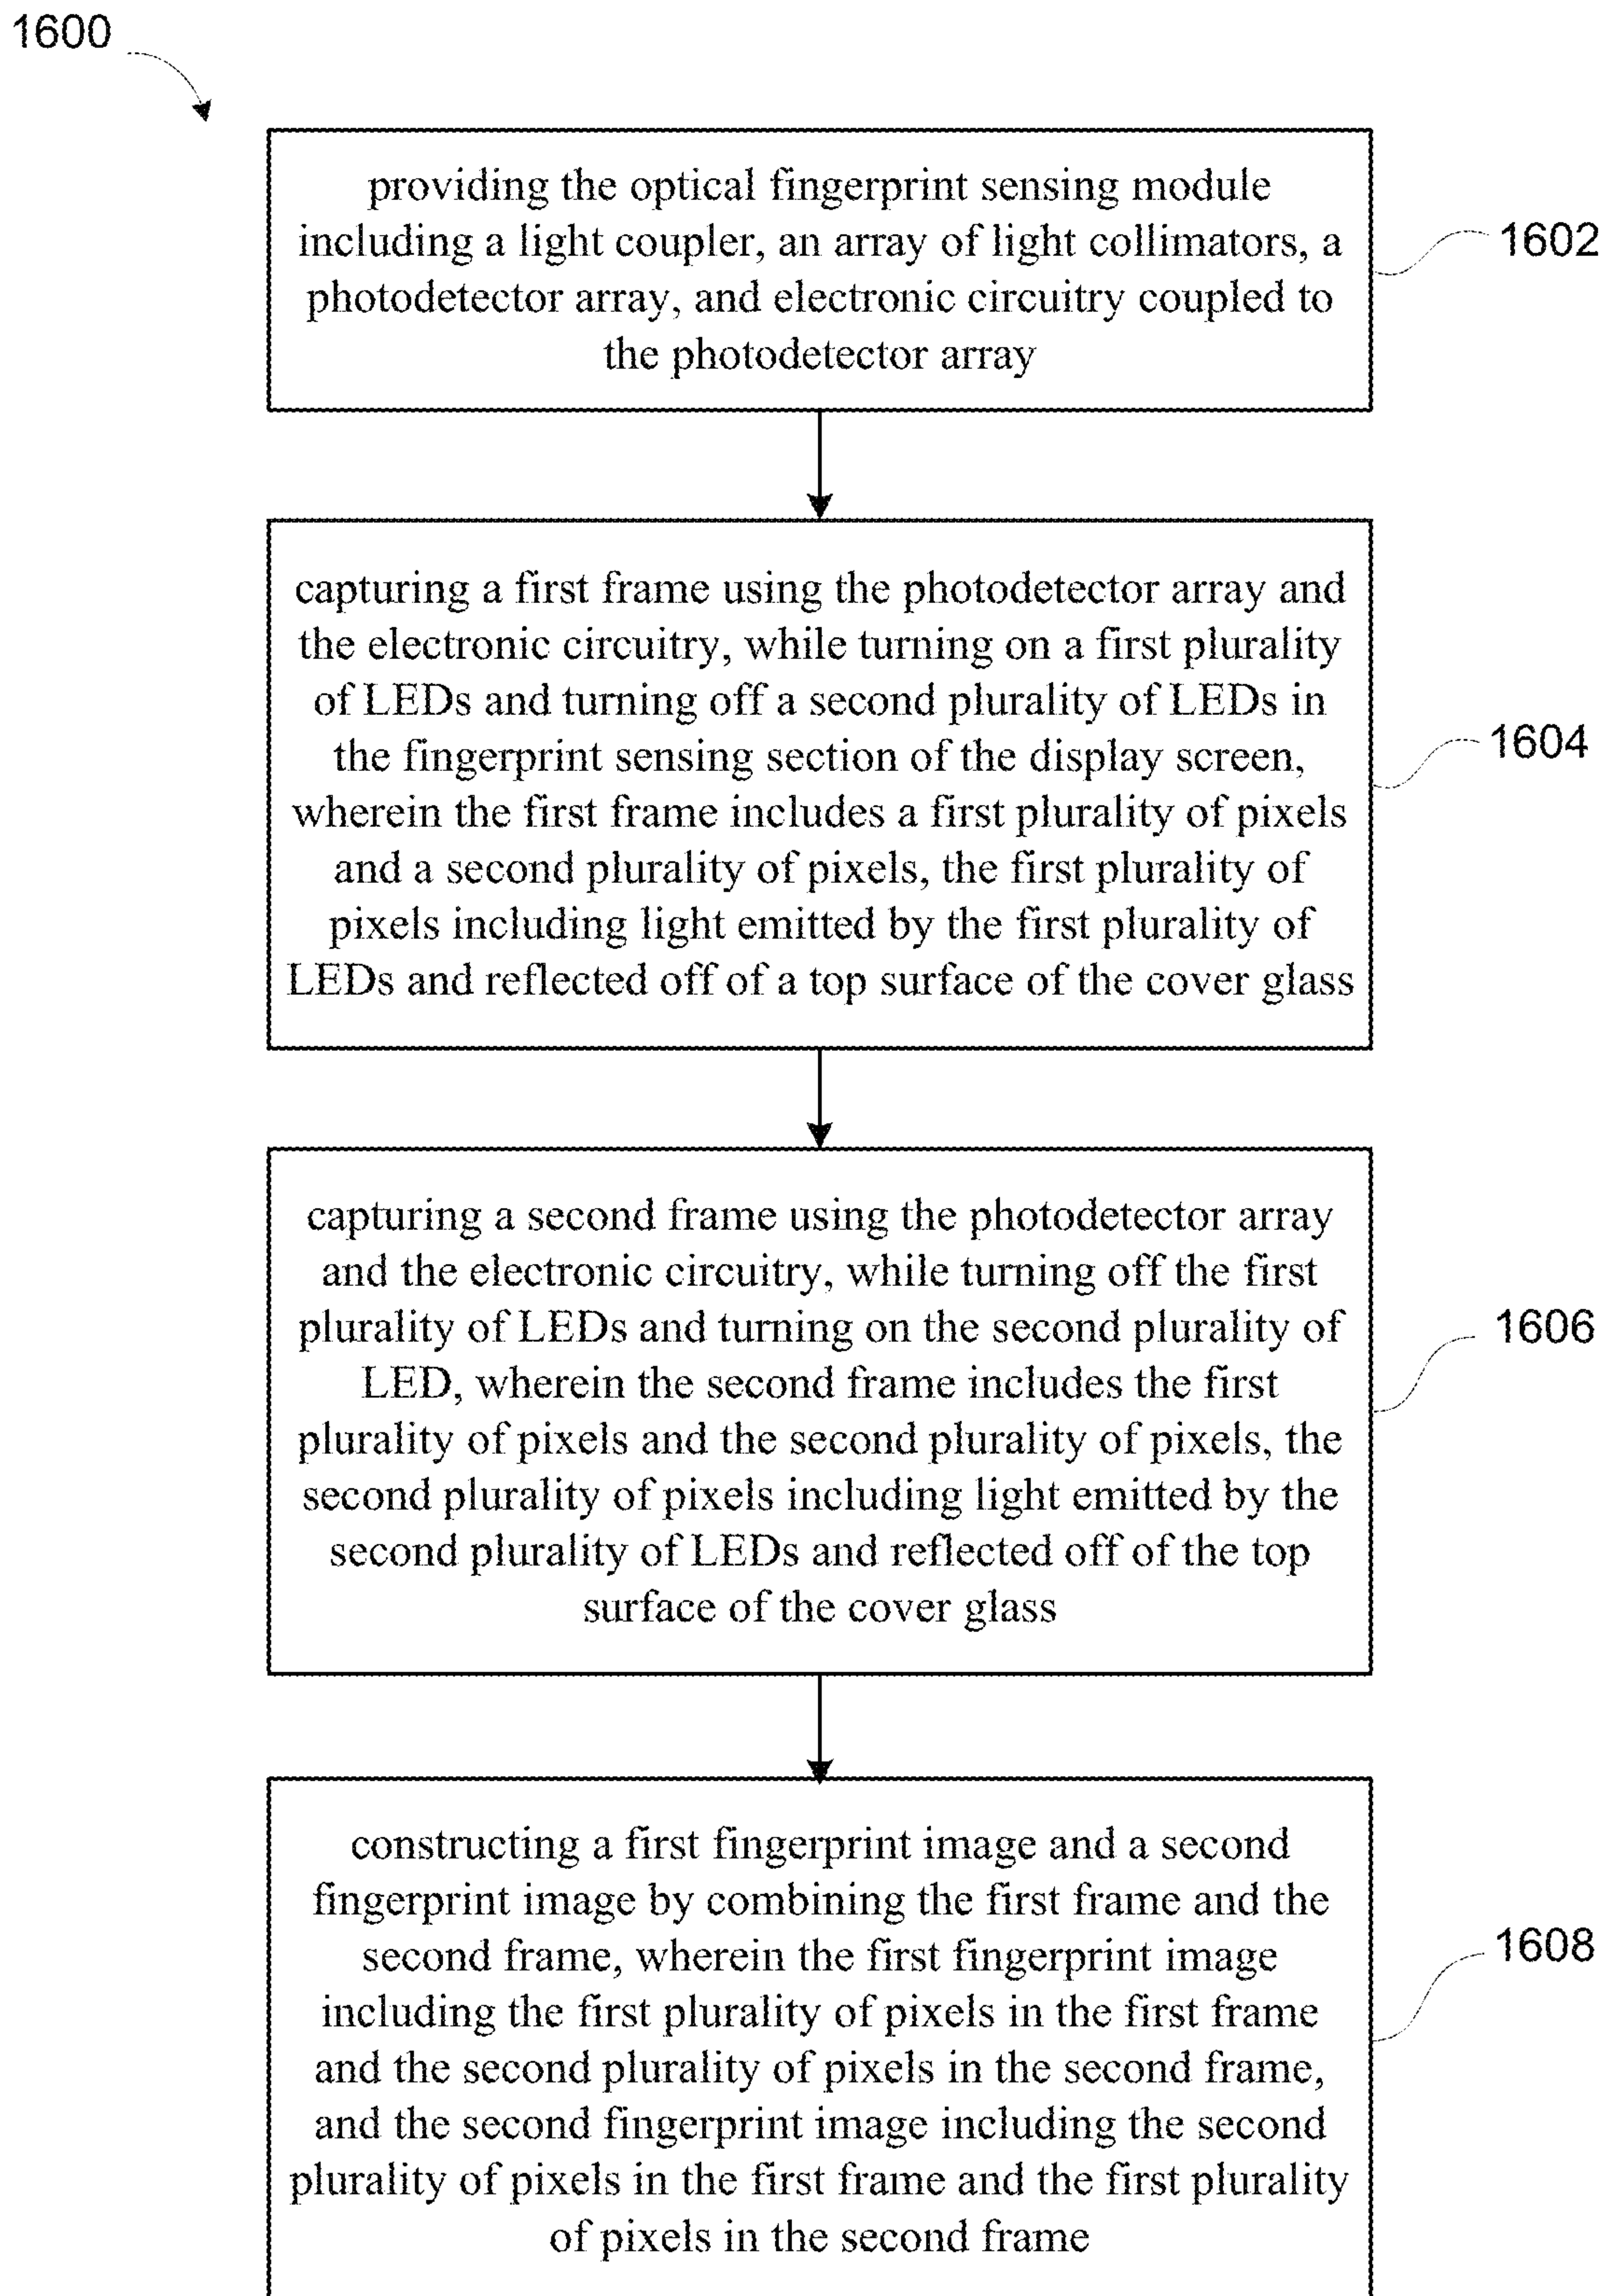 1600
providing the optical fingerprint sensing module
including a light coupler, an array of light collimators, a
photodetector array, and electronic circuitry coupled to
the photodetector array
1602
capturing a first frame using the photodetector array and
the electronic circuitry, while turning on a first plurality
of LEDs and turning off a second plurality of LEDs in
the fingerprint sensing section of the display screen,
wherein the first frame includes a first plurality of pixels
and a second plurality of pixels, the first plurality of
pixels including light emitted by the first plurality of
LEDs and reflected off of a top surface of the cover glass
1604
capturing a second frame using the photodetector array
and the electronic circuitry, while turning off the first
plurality of LEDs and turning on the second plurality of
LED, wherein the second frame includes the first
plurality of pixels and the second plurality of pixels, the
second plurality of pixels including light emitted by the
second plurality of LEDs and reflected off of the top
surface of the cover glass
1606
constructing a first fingerprint image and a second
fingerprint image by combining the first frame and the
second frame, wherein the first fingerprint image
including the first plurality of pixels in the first frame
and the second plurality of pixels in the second frame,
and the second fingerprint image including the second
plurality of pixels in the first frame and the first plurality
of pixels in the second frame
1608